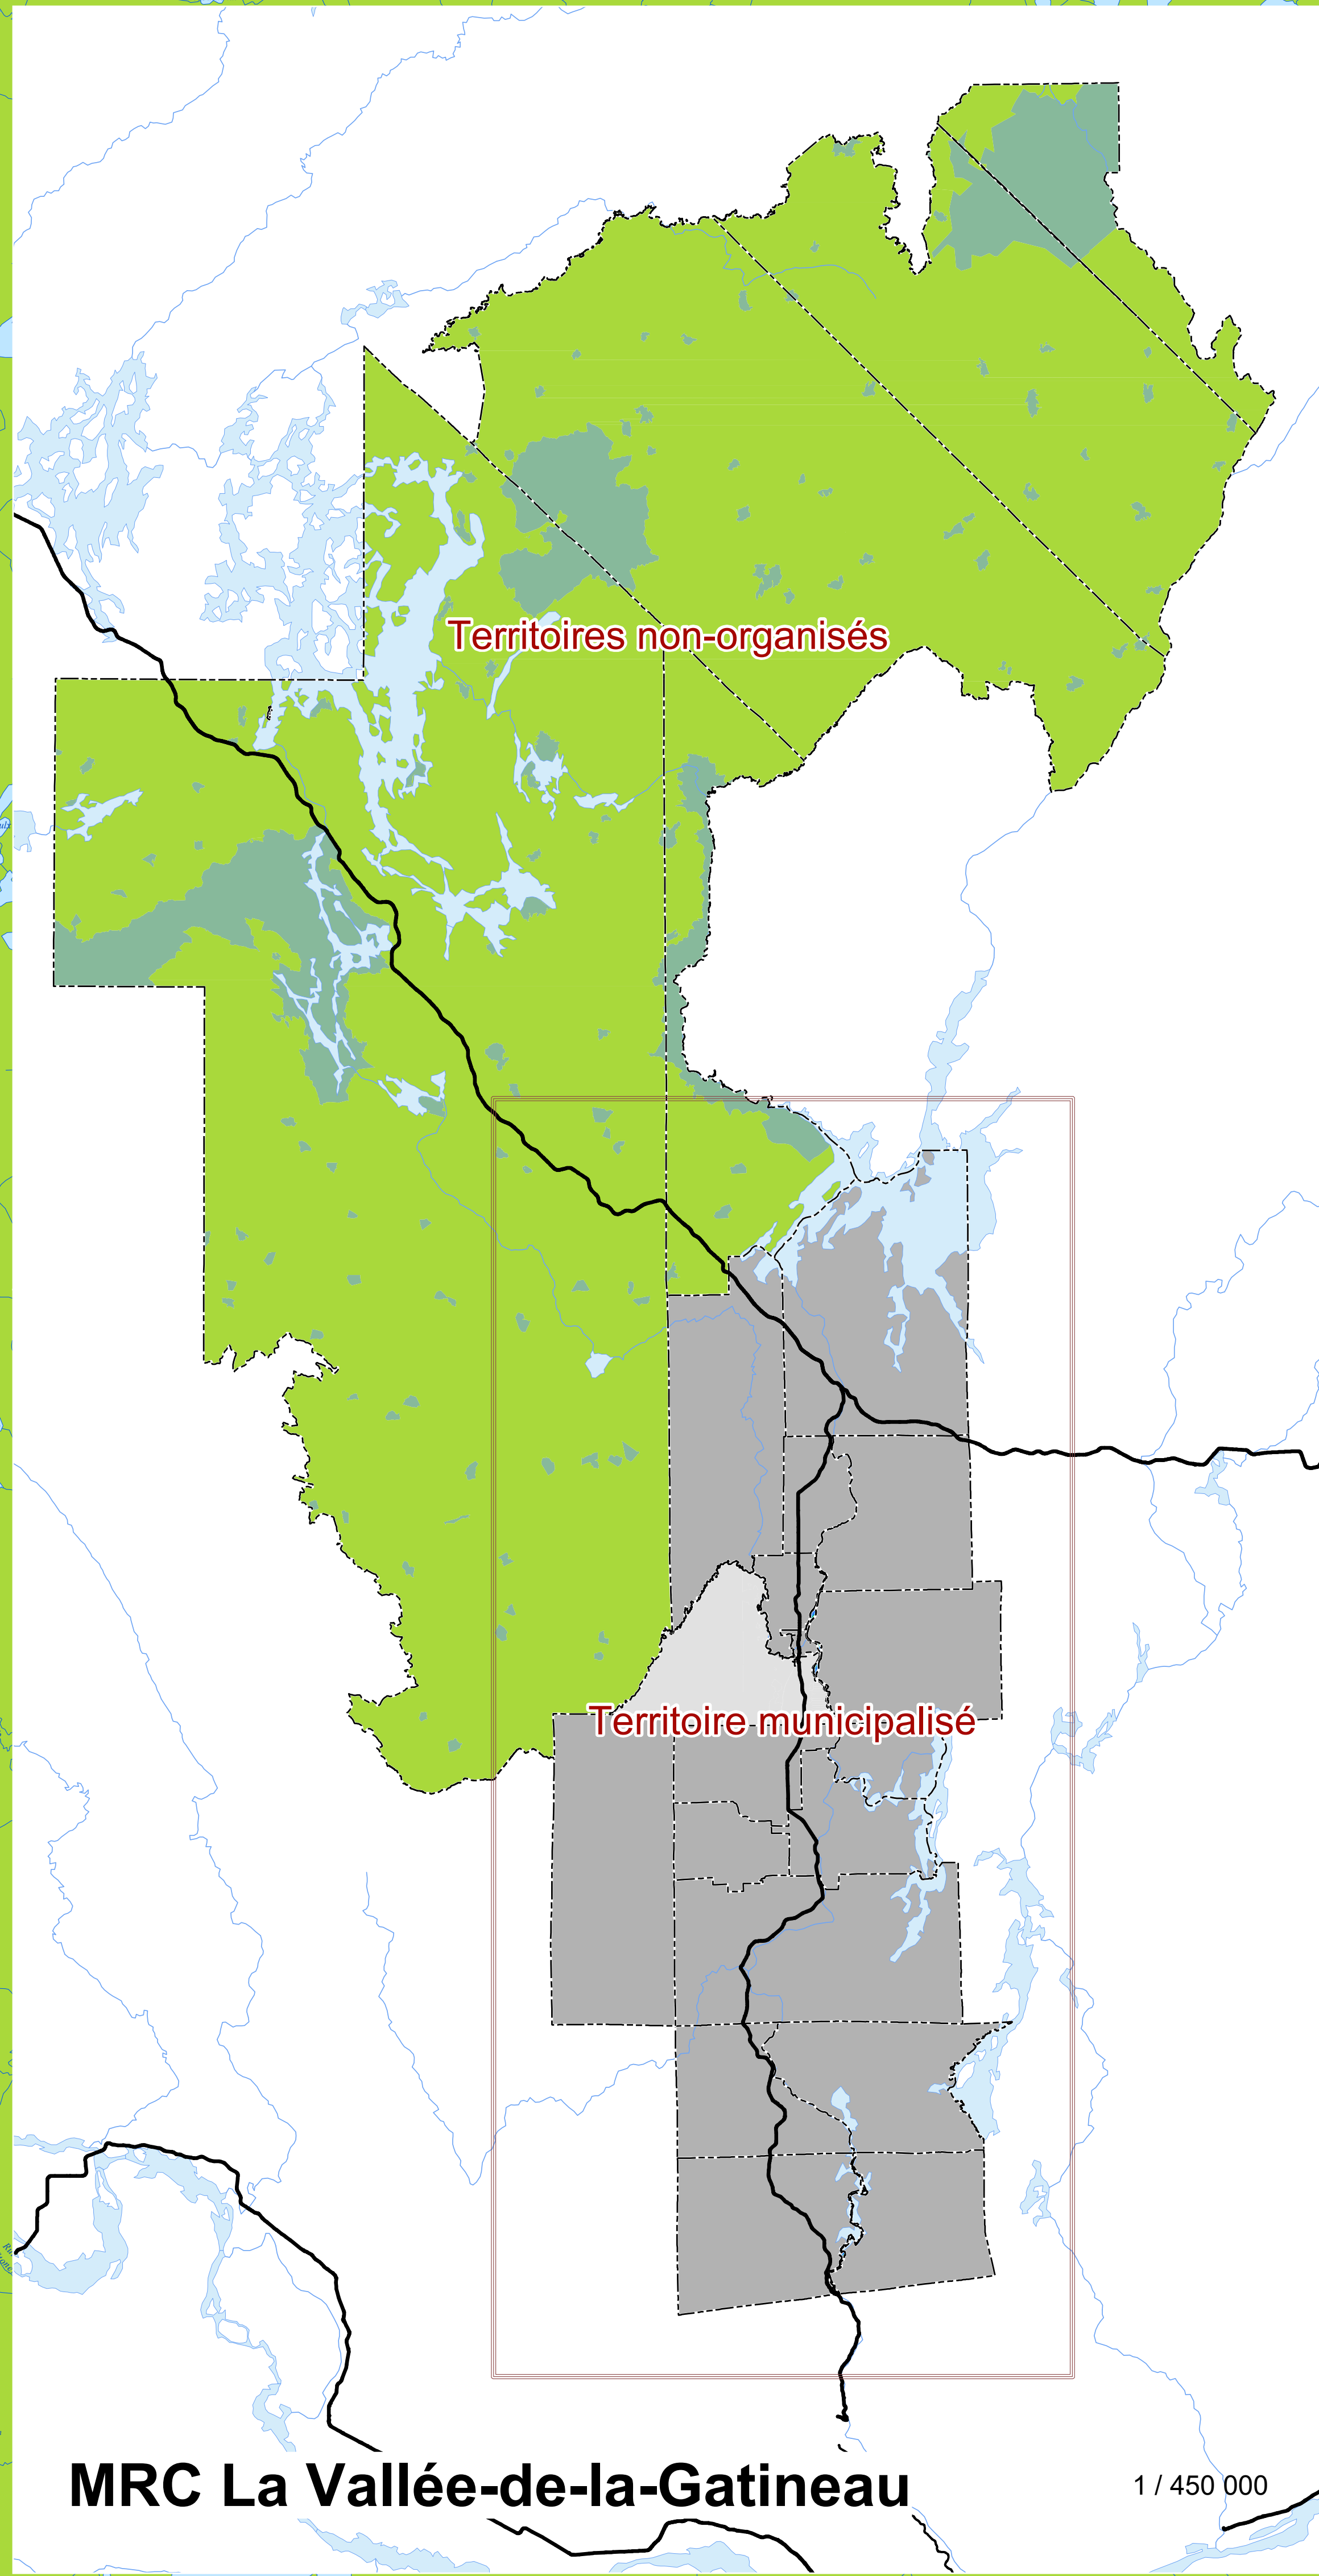 Territoires non-organisés
Territoire municipalisé
MRC La Vallée-de-la-Gatineau
1 / 450 000